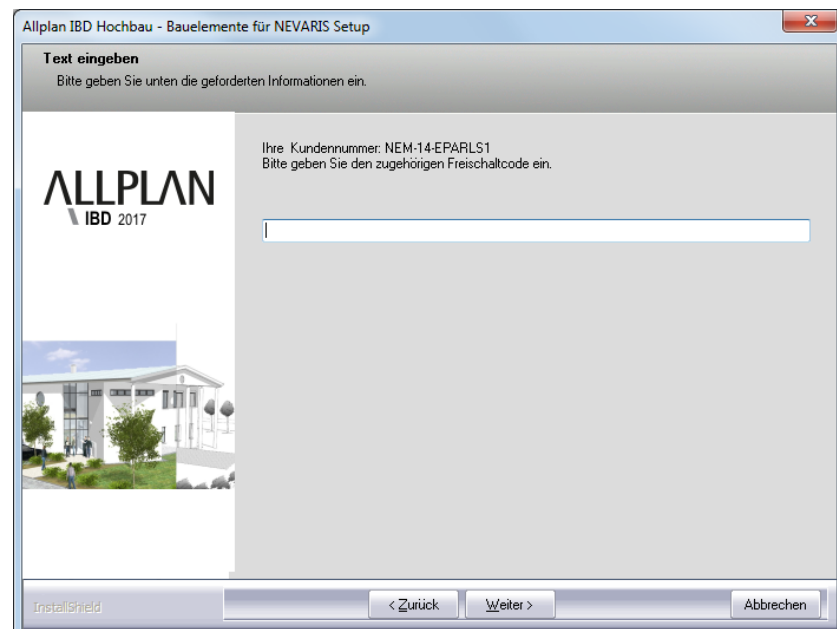 Allplan IBD Hochbau - Bauelemente für NEVARIS Setup
Text eingeben
Bitte geben Sie unten die geforderten Informationen ein.
ALLPLAN
IBD 2017
Ihre Kundennummer: NEM-14-EPARLS1
Bitte geben Sie den zugehörigen Freischaltcode ein.
InstallShield
< Zurück
Weiter >
Abbrechen